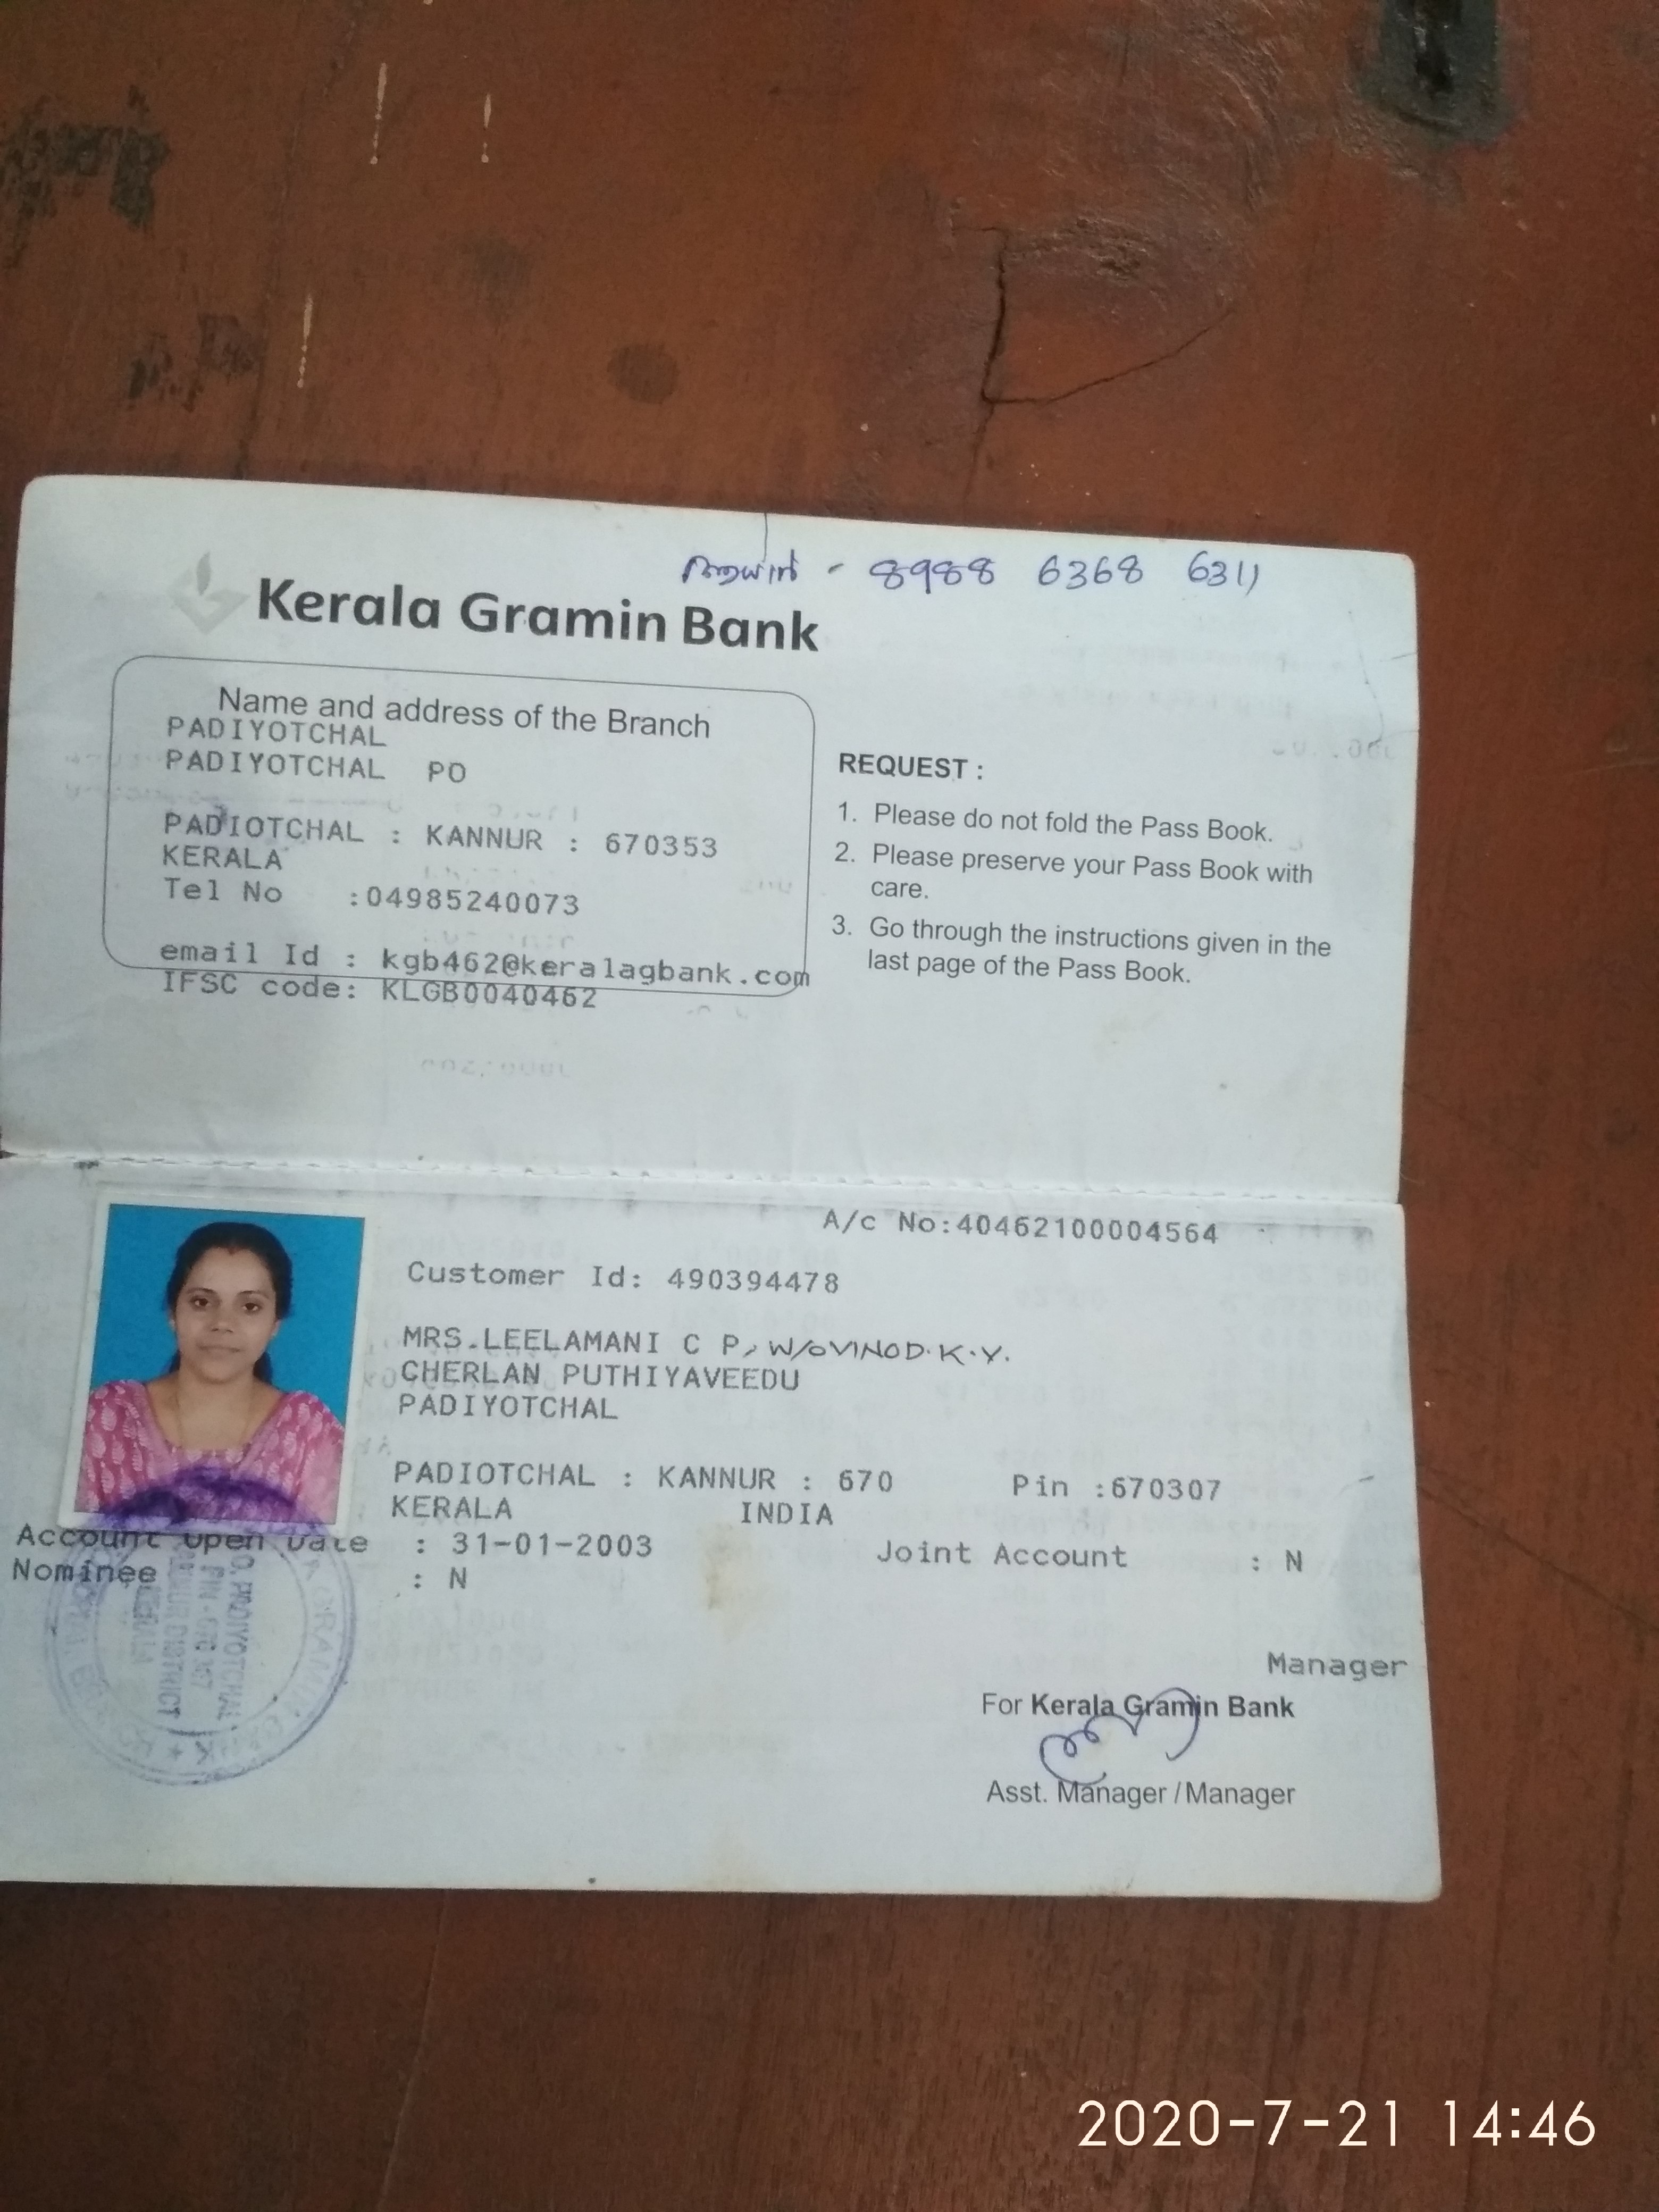 ആധാർ - 8988 6368 6311
Kerala Gramin Bank
Name and address of the Branch
PADIYOTCHAL
PADIYOTCHAL PO
PADIOTCHAL : KANNUR : 670353
KERALA
Tel No :04985240073
email Id : kgb462@keralagbank.com
IFSC code: KLGB0040462
REQUEST :
1. Please do not fold the Pass Book.
2. Please preserve your Pass Book with
care.
3. Go through the instructions given in the
last page of the Pass Book.
A/c No:40462100004564
Customer Id: 490394478
MRS.LEELAMANI C P, W/O VINOD.K.Y.
CHERLAN PUTHIYAVEEDU
PADIYOTCHAL
PADIOTCHAL : KANNUR : 670 Pin :670307
KERALA INDIA
Account Open Date : 31-01-2003 Joint Account : N
Nominee : N
Manager
For Kerala Gramin Bank
Asst. Manager / Manager
PADIYOTCHAL
DISTRICT
KERALA
2020-7-21 14:46